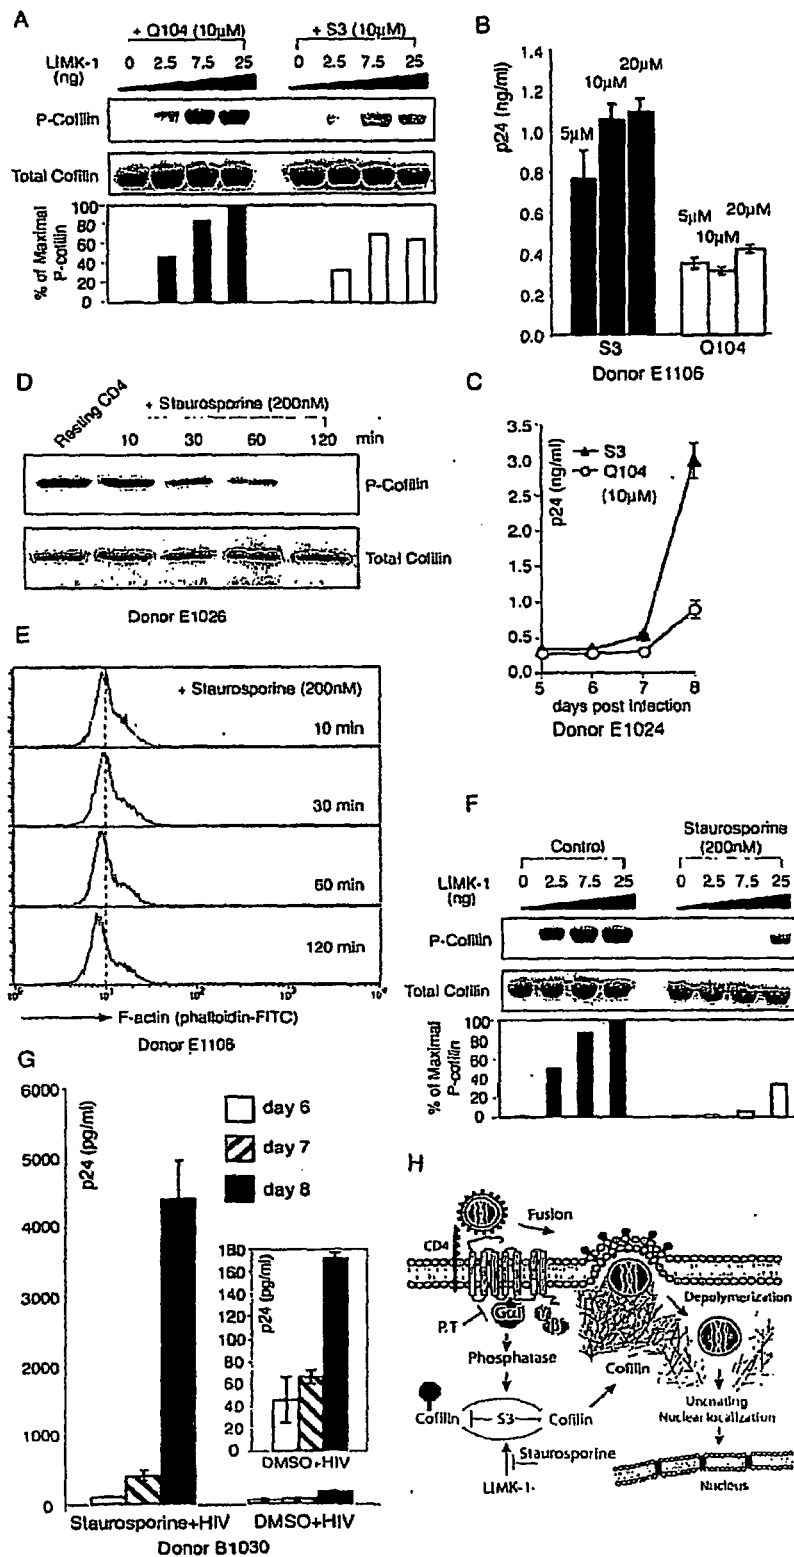 A
+ Q104 (10µM)
+ S3 (10µM)
LIMK-1 (ng)
0 2.5 7.5 25 0 2.5 7.5 25
P-Cofilin
Total Cofilin
% of Maximal P-cofilin
100
80
60
40
20
0
B
p24 (ng/ml)
1.4
1.2
1.0
0.8
0.6
0.4
0.2
0.0
5µM
10µM
20µM
5µM
10µM
20µM
S3 Q104
Donor E1106
D
Resting CD4
+ Staurosporine (200nM)
10 30 60 120 min
P-Cofilin
Total Cofilin
Donor E1026
C
p24 (ng/ml)
3.5
3.0
2.5
2.0
1.5
1.0
0.5
0.0
S3
Q104
(10µM)
5 6 7 8
days post infection
Donor E1024
E
+ Staurosporine (200nM)
10 min
30 min
60 min
120 min
10⁰ 10¹ 10² 10³ 10⁴
F-actin (phalloidin-FITC)
Donor E1106
F
Control
Staurosporine (200nM)
LIMK-1 (ng)
0 2.5 7.5 25 0 2.5 7.5 25
P-Cofilin
Total Cofilin
% of Maximal P-cofilin
100
80
60
40
20
0
G
p24 (pg/ml)
6000
5000
4000
3000
2000
1000
0
day 6
day 7
day 8
p24 (pg/ml)
180
160
140
120
100
80
60
40
20
0
DMSO+HIV
Staurosporine+HIV DMSO+HIV
Donor B1030
H
Fusion
CD4
Depolymerization
Gαi
γ
β
P.T
Phosphatase
Cofilin
Cofilin S3 Cofilin
Uncoating
Nuclear localization
Staurosporine
LIMK-1
Nucleus